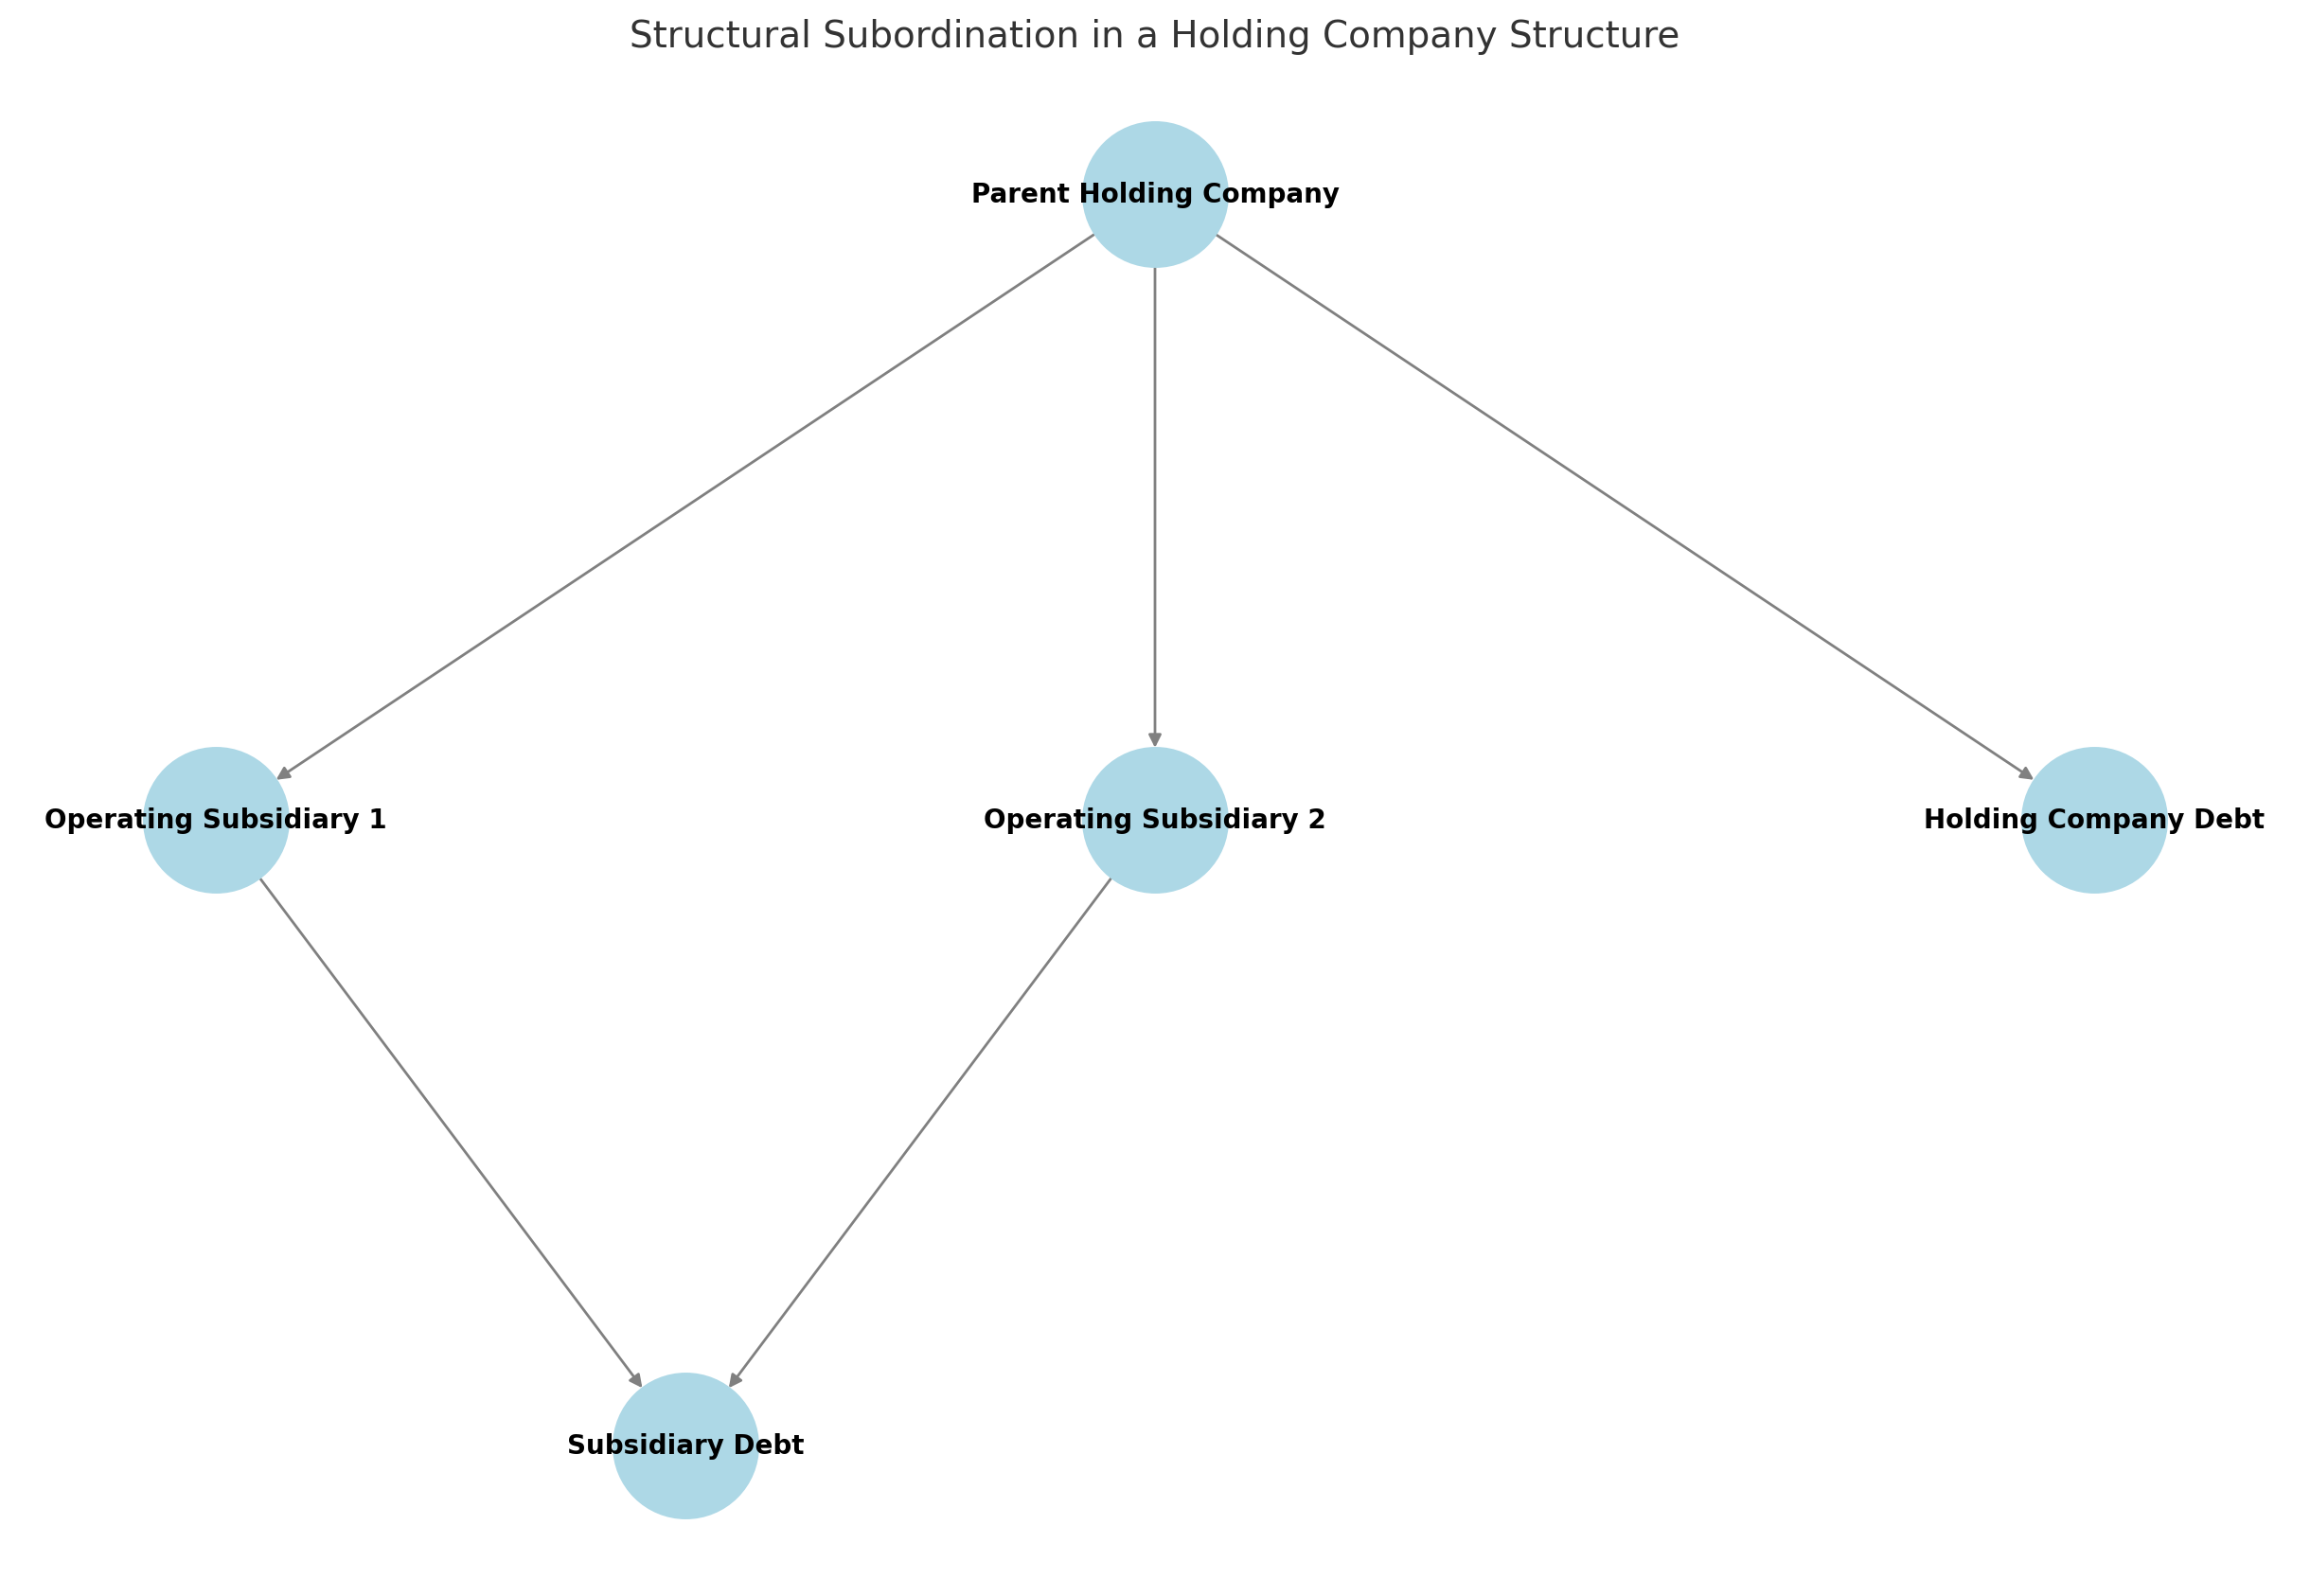 Structural Subordination in a Holding Company Structure
Parent Holding Company
Operating Subsidiary 1
Operating Subsidiary 2
Holding Company Debt
Subsidiary Debt